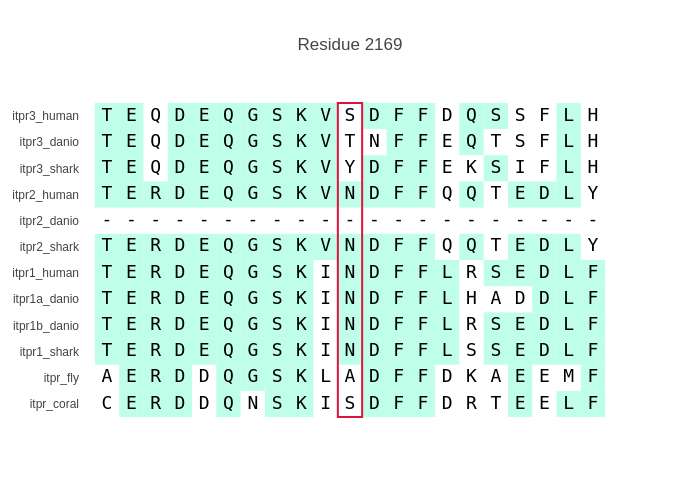 Residue 2169
itpr3_human T E Q D E Q G S K V S D F F D Q S S F L H
itpr3_danio T E Q D E Q G S K V T N F F E Q T S F L H
itpr3_shark T E Q D E Q G S K V Y D F F E K S I F L H
itpr2_human T E R D E Q G S K V N D F F Q Q T E D L Y
itpr2_danio - - - - - - - - - - - - - - - - - - - - -
itpr2_shark T E R D E Q G S K V N D F F Q Q T E D L Y
itpr1_human T E R D E Q G S K I N D F F L R S E D L F
itpr1a_danio T E R D E Q G S K I N D F F L H A D D L F
itpr1b_danio T E R D E Q G S K I N D F F L R S E D L F
itpr1_shark T E R D E Q G S K I N D F F L S S E D L F
itpr_fly A E R D D Q G S K L A D F F D K A E E M F
itpr_coral C E R D D Q N S K I S D F F D R T E E L F